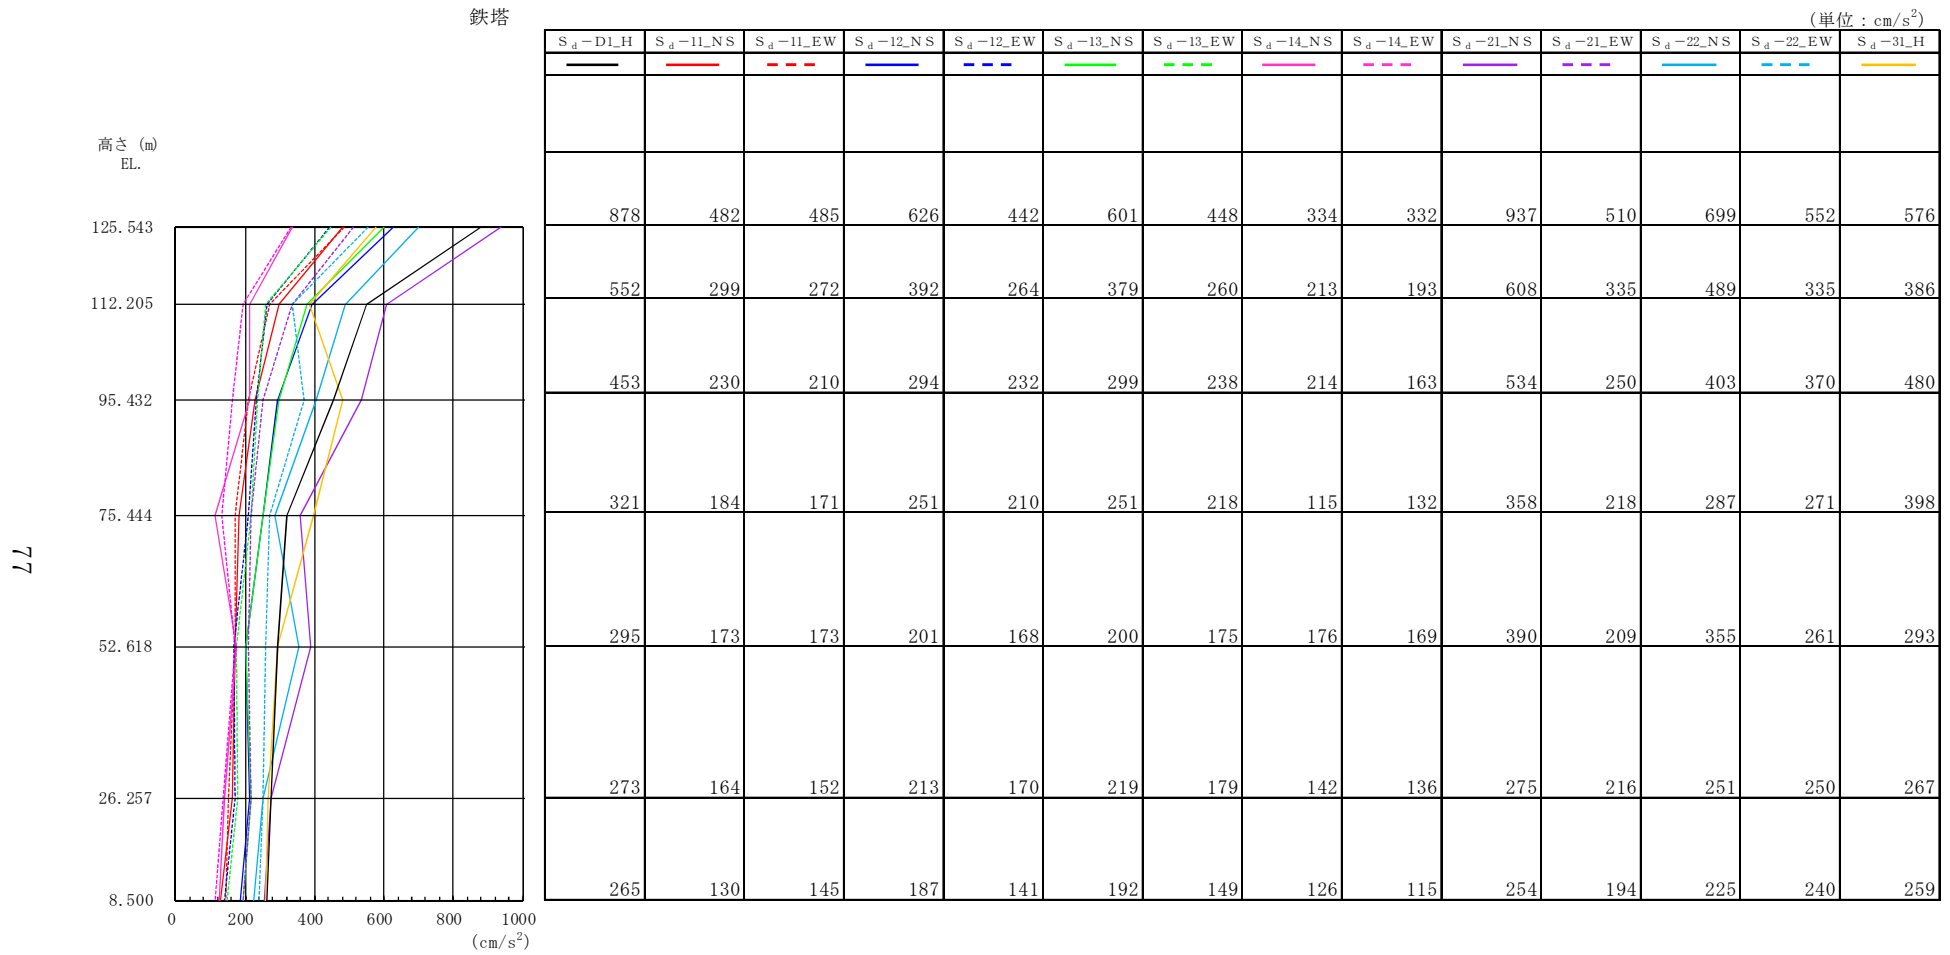 鉄塔
(単位：cm/s²)
Sd-D1_H Sd-11_NS Sd-11_EW Sd-12_NS Sd-12_EW Sd-13_NS Sd-13_EW Sd-14_NS Sd-14_EW Sd-21_NS Sd-21_EW Sd-22_NS Sd-22_EW Sd-31_H
高さ (m)
EL.
878 482 485 626 442 601 448 334 332 937 510 699 552 576
125.543
552 299 272 392 264 379 260 213 193 608 335 489 335 386
112.205
453 230 210 294 232 299 238 214 163 534 250 403 370 480
95.432
321 184 171 251 210 251 218 115 132 358 218 287 271 398
75.444
77
295 173 173 201 168 200 175 176 169 390 209 355 261 293
52.618
273 164 152 213 170 219 179 142 136 275 216 251 250 267
26.257
265 130 145 187 141 192 149 126 115 254 194 225 240 259
8.500
0 200 400 600 800 1000
(cm/s²)